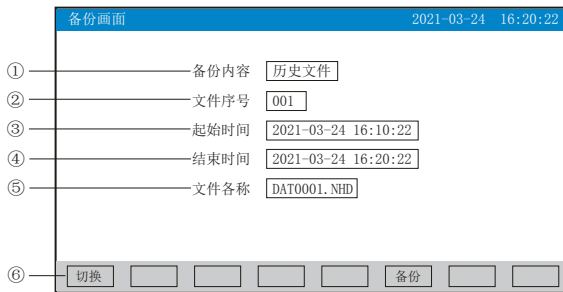 备份画面 2021-03-24 16:20:22
① 备份内容 历史文件
② 文件序号 001
③ 起始时间 2021-03-24 16:10:22
④ 结束时间 2021-03-24 16:20:22
⑤ 文件各称 DAT0001.NHD
⑥ 切换 备份